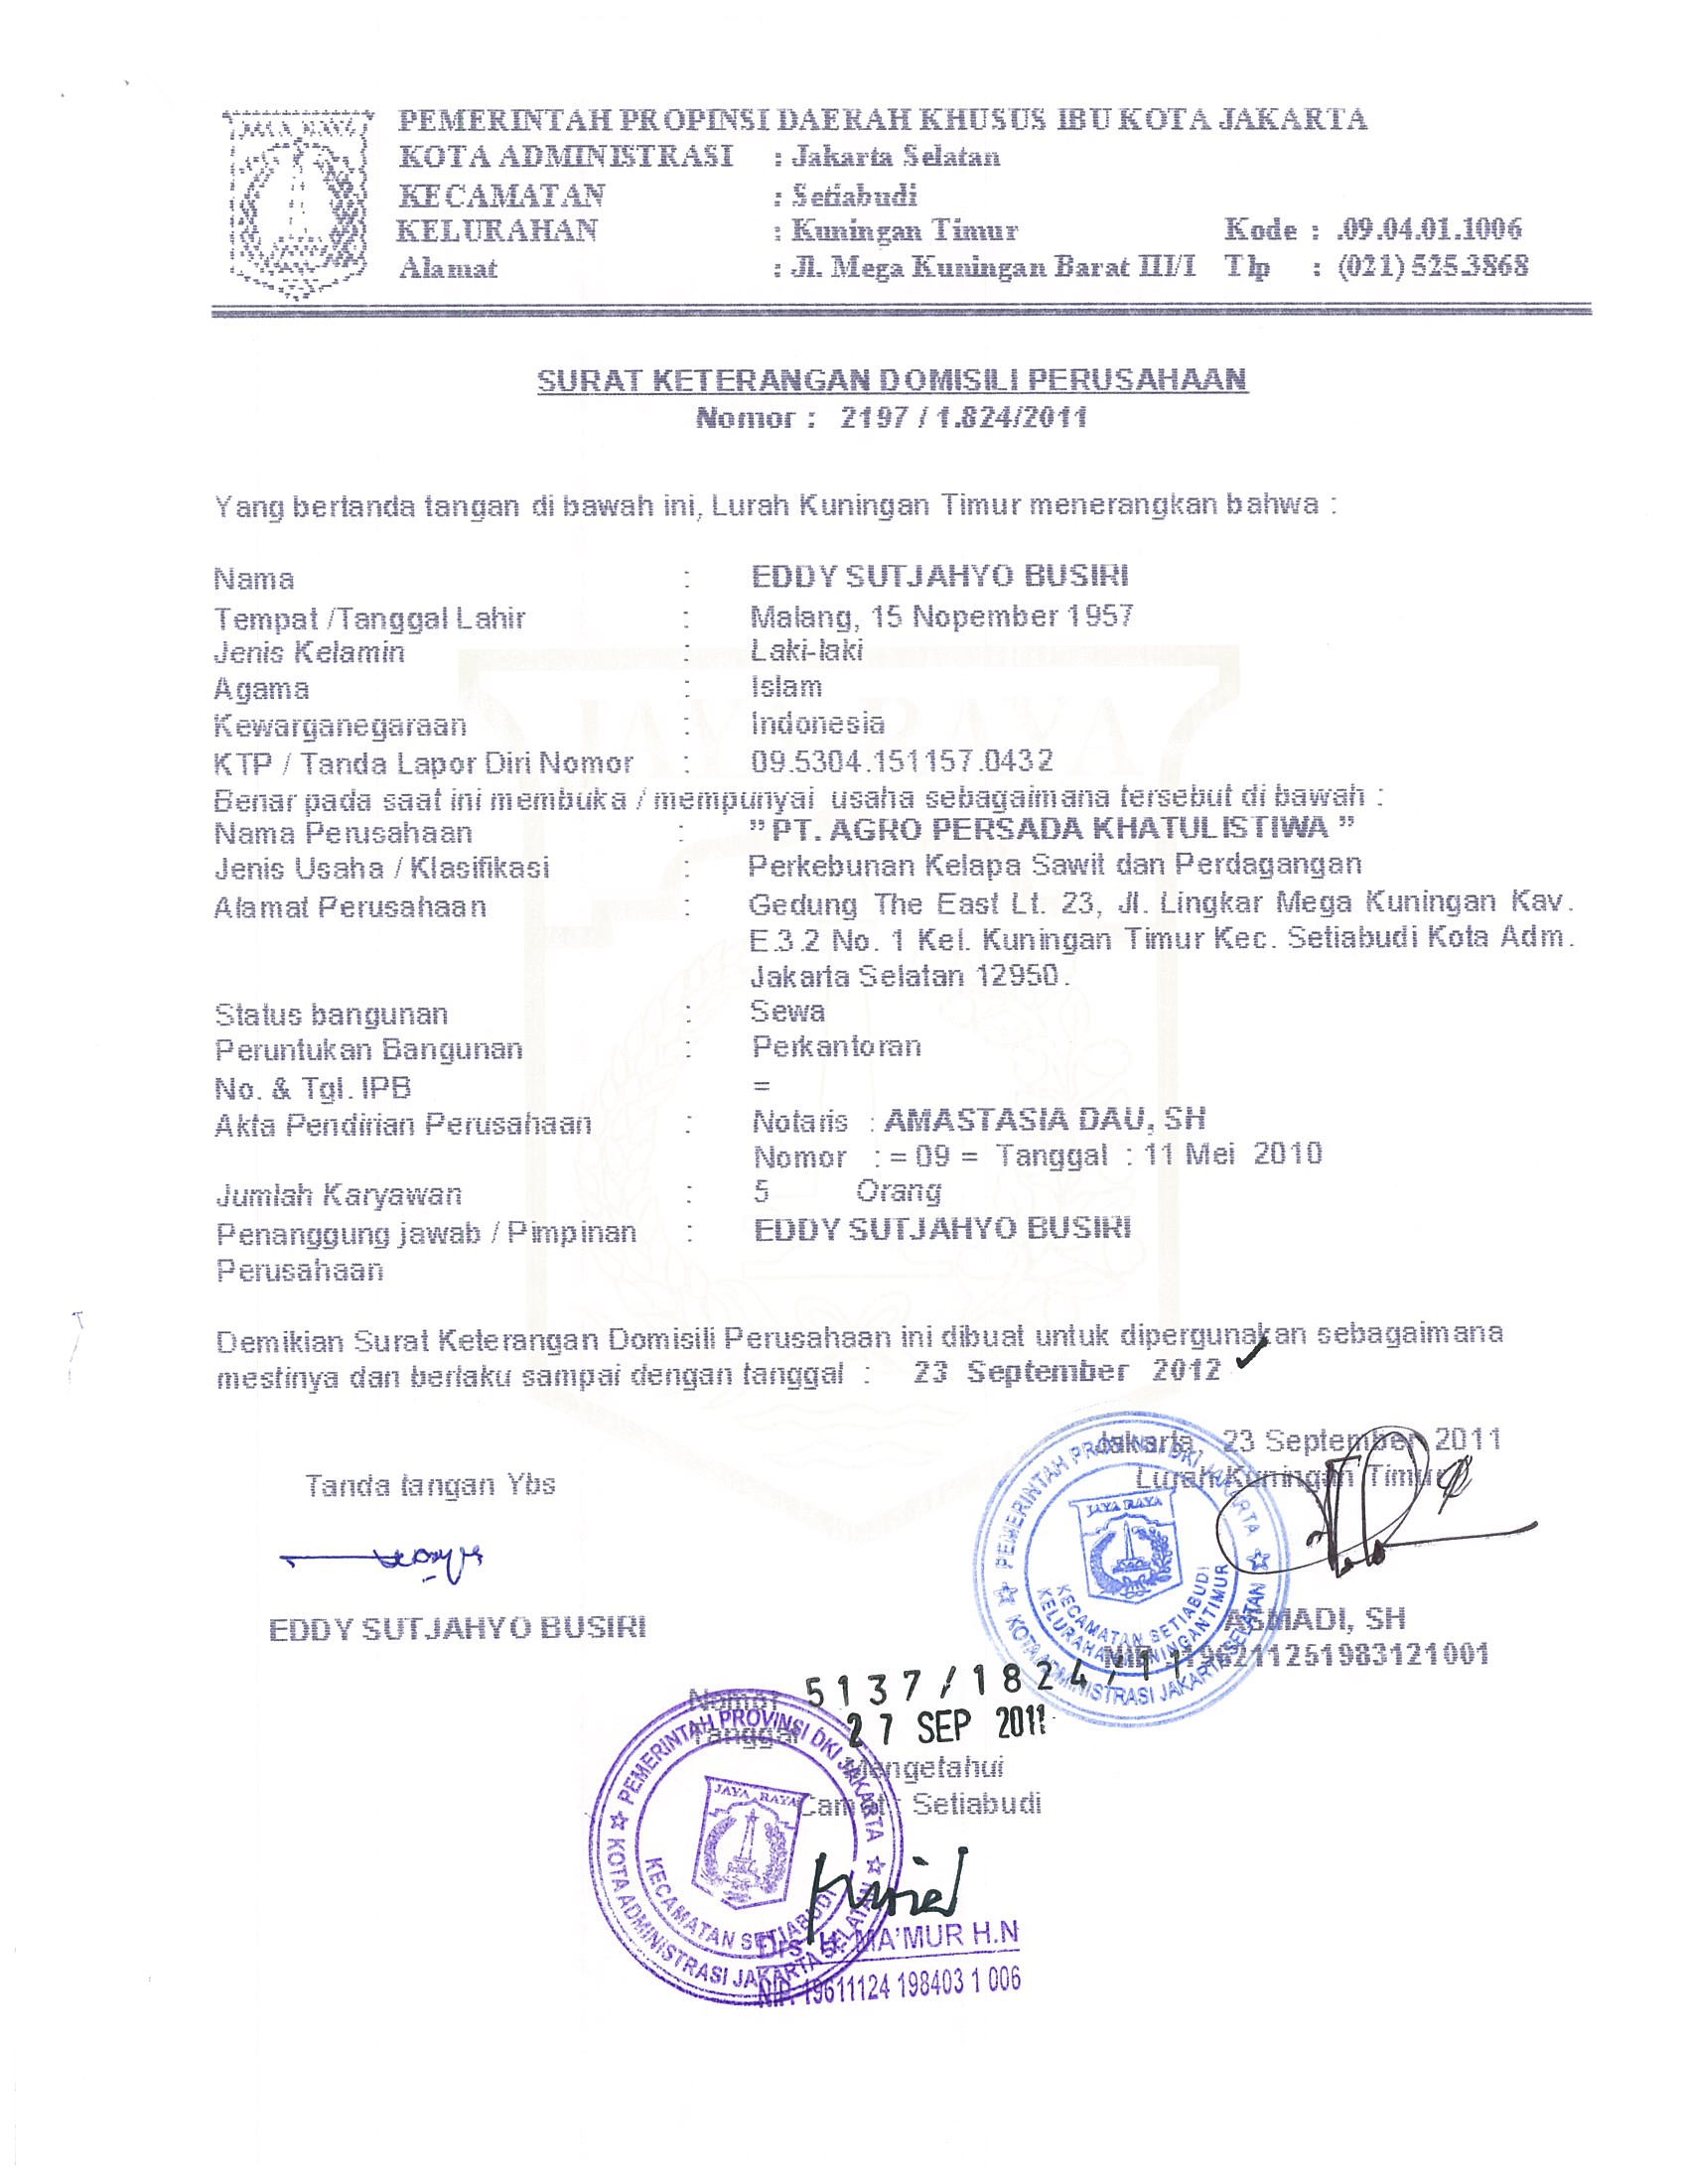 PEMERINTAH PROPINSI DAERAH KHUSUS IBU KOTA JAKARTA
KOTA ADMINISTRASI : Jakarta Selatan
KECAMATAN : Setiabudi
KELURAHAN : Kuningan Timur Kode : .09.04.01.1006
Alamat : Jl. Mega Kuningan Barat III/I Tlp : (021) 525.3868
SURAT KETERANGAN DOMISILI PERUSAHAAN
Nomor : 2197 / 1.824/2011
Yang bertanda tangan di bawah ini, Lurah Kuningan Timur menerangkan bahwa :
Nama : EDDY SUTJAHYO BUSIRI
Tempat /Tanggal Lahir : Malang, 15 Nopember 1957
Jenis Kelamin : Laki-laki
Agama : Islam
Kewarganegaraan : Indonesia
KTP / Tanda Lapor Diri Nomor : 09.5304.151157.0432
Benar pada saat ini membuka / mempunyai usaha sebagaimana tersebut di bawah :
Nama Perusahaan : " PT. AGRO PERSADA KHATULISTIWA "
Jenis Usaha / Klasifikasi : Perkebunan Kelapa Sawit dan Perdagangan
Alamat Perusahaan : Gedung The East Lt. 23, Jl. Lingkar Mega Kuningan Kav.
E.3.2 No. 1 Kel. Kuningan Timur Kec. Setiabudi Kota Adm.
Jakarta Selatan 12950.
Status bangunan : Sewa
Peruntukan Bangunan : Perkantoran
No. & Tgl. IPB =
Akta Pendirian Perusahaan : Notaris : AMASTASIA DAU, SH
Nomor : = 09 = Tanggal : 11 Mei 2010
Jumlah Karyawan : 5 Orang
Penanggung jawab / Pimpinan : EDDY SUTJAHYO BUSIRI
Perusahaan
Demikian Surat Keterangan Domisili Perusahaan ini dibuat untuk dipergunakan sebagaimana
mestinya dan berlaku sampai dengan tanggal : 23 September 2012
Jakarta, 23 September 2011
Tanda tangan Ybs Lurah Kuningan Timur
PEMERINTAH PROVINSI DKI JAKARTA
JAYA RAYA
KECAMATAN SETIABUDI
KELURAHAN KUNINGAN TIMUR
KOTA ADMINISTRASI JAKARTA SELATAN
EDDY SUTJAHYO BUSIRI ASMADI, SH
NIP. 196211251983121001
Nomor 5137/1824/11
Tanggal 27 SEP 2011
Mengetahui
Camat Setiabudi
PEMERINTAH PROVINSI DKI JAKARTA
JAYA RAYA
KECAMATAN SETIABUDI
KOTA ADMINISTRASI JAKARTA SELATAN
Drs. H. MA'MUR H.N
NIP. 19611124 198403 1 006